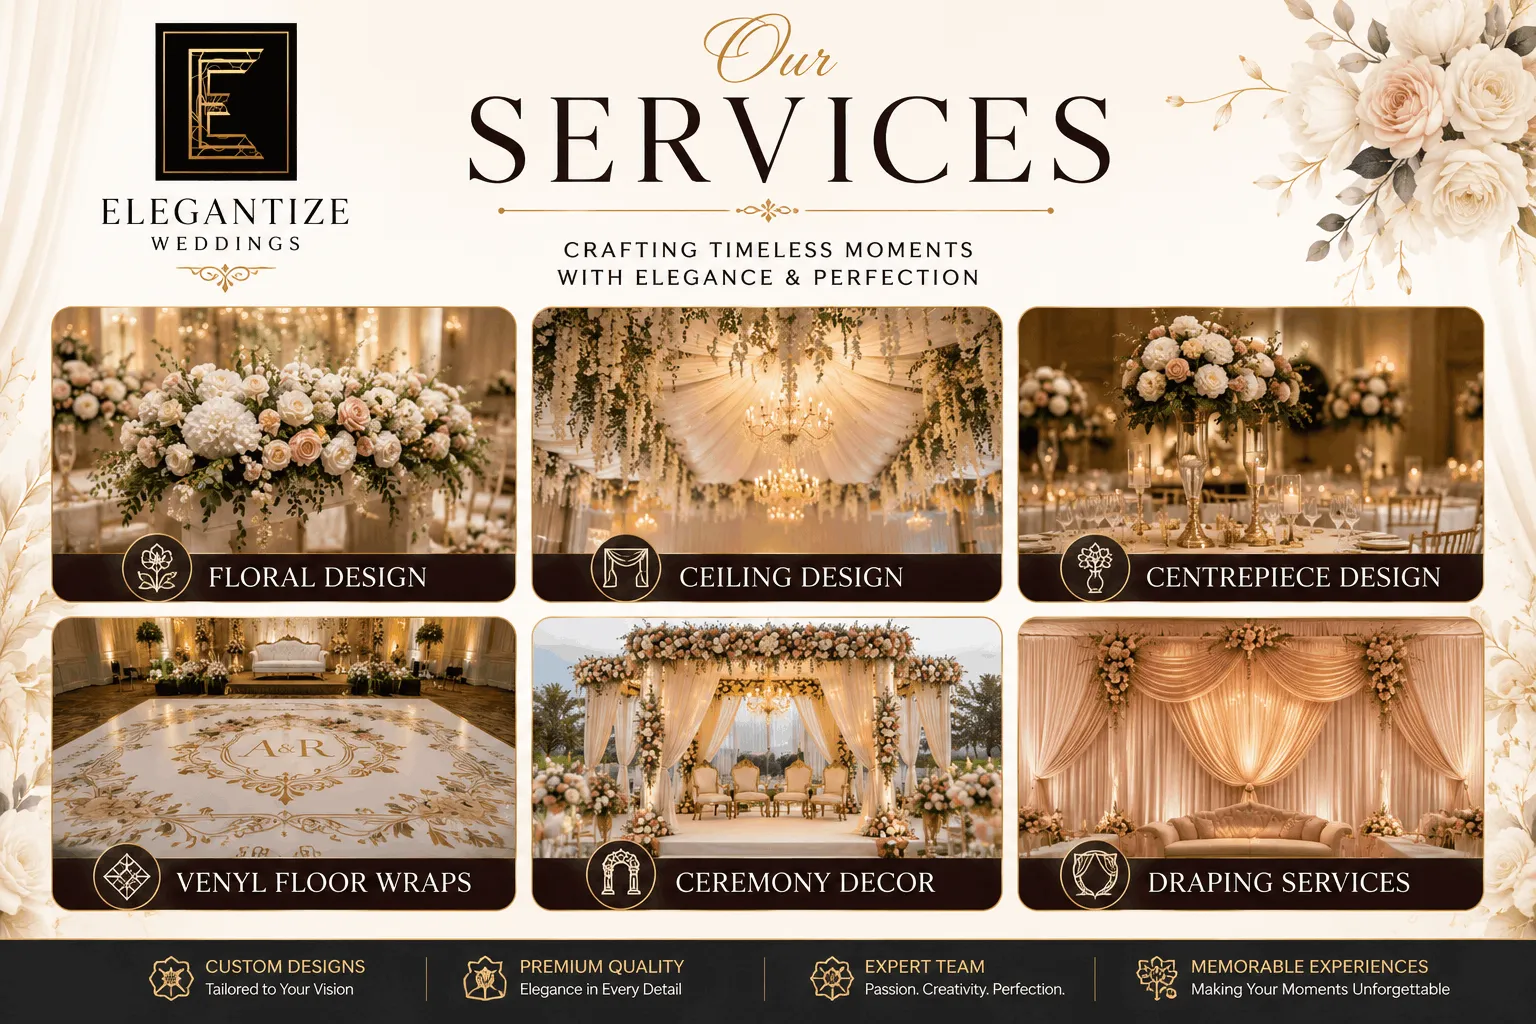 E
ELEGANTIZE
WEDDINGS
Our
SERVICES
CRAFTING TIMELESS MOMENTS
WITH ELEGANCE & PERFECTION
FLORAL DESIGN
CEILING DESIGN
CENTREPIECE DESIGN
A&R
VENYL FLOOR WRAPS
CEREMONY DECOR
DRAPING SERVICES
CUSTOM DESIGNS
Tailored to Your Vision
PREMIUM QUALITY
Elegance in Every Detail
EXPERT TEAM
Passion. Creativity. Perfection.
MEMORABLE EXPERIENCES
Making Your Moments Unforgettable